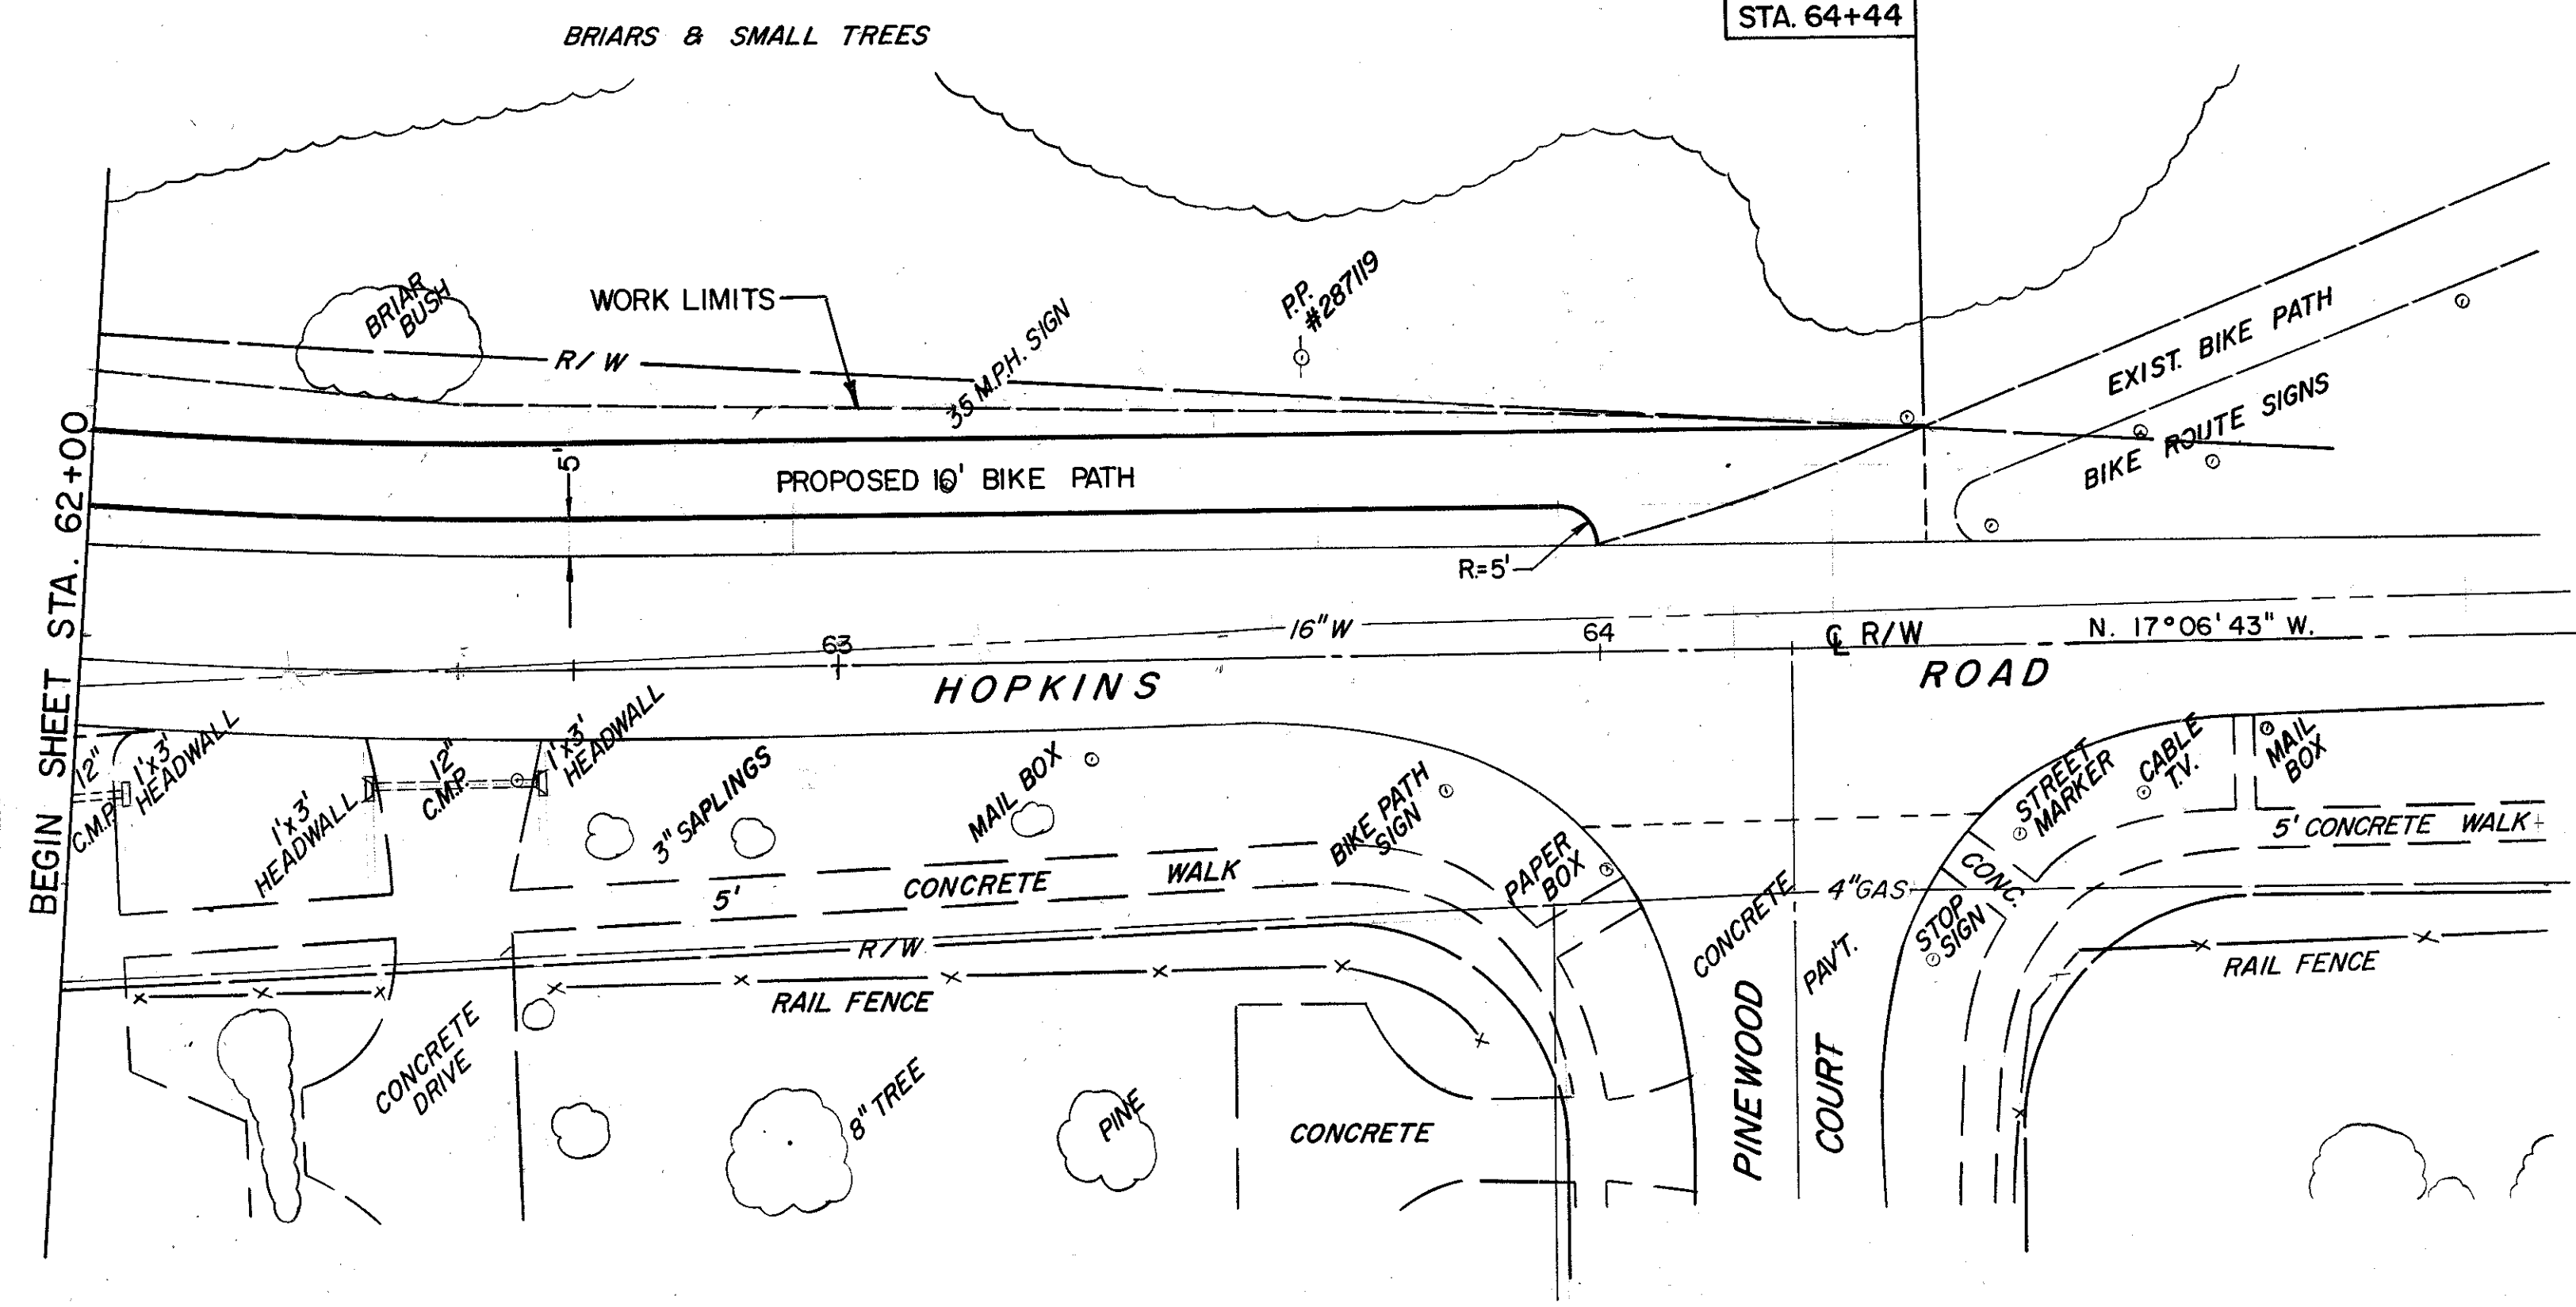 STA. 64+44
BRIARS & SMALL TREES
BRIAR
BUSH
WORK LIMITS
R/W
35 M.P.H. SIGN
P.P.
#287119
EXIST. BIKE PATH
BIKE ROUTE SIGNS
BEGIN SHEET STA. 62+00
5'
PROPOSED 10' BIKE PATH
R=5'
63
16" W
64
℄ R/W
N. 17°06'43" W.
HOPKINS
ROAD
12"
C.M.P.
1'x3'
HEADWALL
1'x3'
HEADWALL
12"
C.M.P.
1'x3'
HEADWALL
3" SAPLINGS
MAIL BOX
BIKE PATH
SIGN
PAPER
BOX
STREET
MARKER
CABLE
T.V.
MAIL
BOX
5' CONCRETE WALK
CONC.
STOP
SIGN
5' CONCRETE WALK
4" GAS
CONCRETE
PAV'T.
R/W
RAIL FENCE
RAIL FENCE
CONCRETE
DRIVE
8" TREE
PINE
CONCRETE
PINEWOOD
COURT